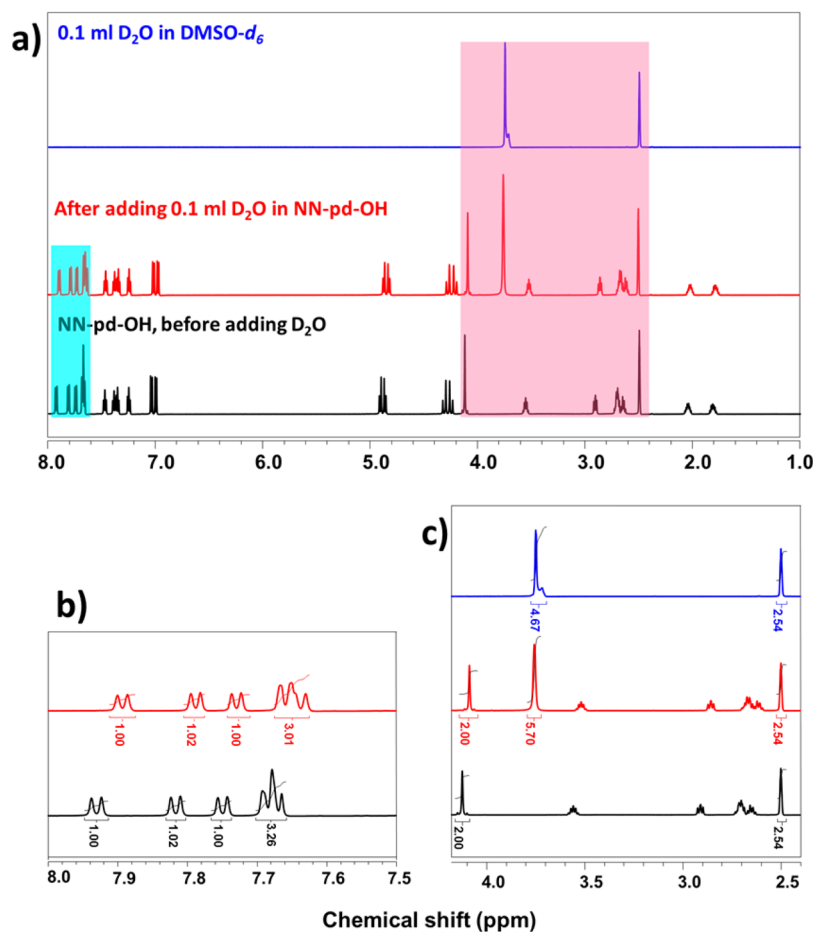 a)
0.1 ml D₂O in DMSO-d₆
After adding 0.1 ml D₂O in NN-pd-OH
NN-pd-OH, before adding D₂O
8.0 7.0 6.0 5.0 4.0 3.0 2.0 1.0
b)
1.00 1.02 1.00 3.01
1.00 1.02 1.00 3.26
8.0 7.9 7.8 7.7 7.6 7.5
c)
4.67 2.54
2.00 5.70 2.54
2.00 2.54
4.0 3.5 3.0 2.5
Chemical shift (ppm)